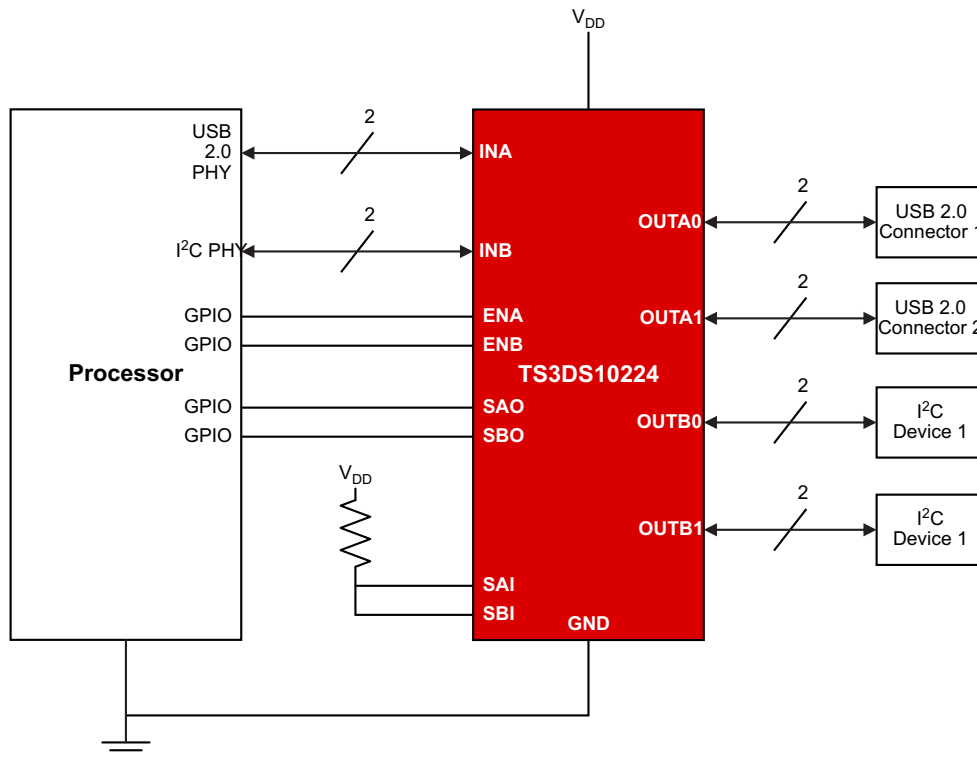 V_DD
USB
2.0
PHY
2
INA
I²C PHY
2
INB
GPIO
ENA
GPIO
ENB
Processor
GPIO
SAO
GPIO
SBO
V_DD
SAI
SBI
TS3DS10224
GND
OUTA0
2
USB 2.0
Connector 1
OUTA1
2
USB 2.0
Connector 2
OUTB0
2
I²C
Device 1
OUTB1
2
I²C
Device 1